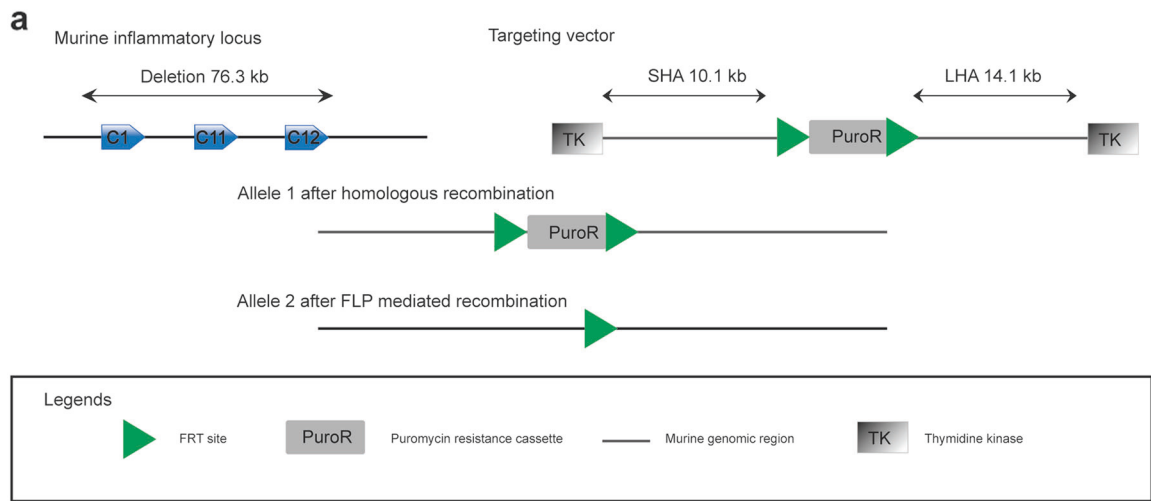 a
Murine inflammatory locus
Targeting vector
Deletion 76.3 kb
SHA 10.1 kb
LHA 14.1 kb
C1
C11
C12
TK
PuroR
TK
Allele 1 after homologous recombination
PuroR
Allele 2 after FLP mediated recombination
Legends
FRT site
PuroR
Puromycin resistance cassette
Murine genomic region
TK
Thymidine kinase